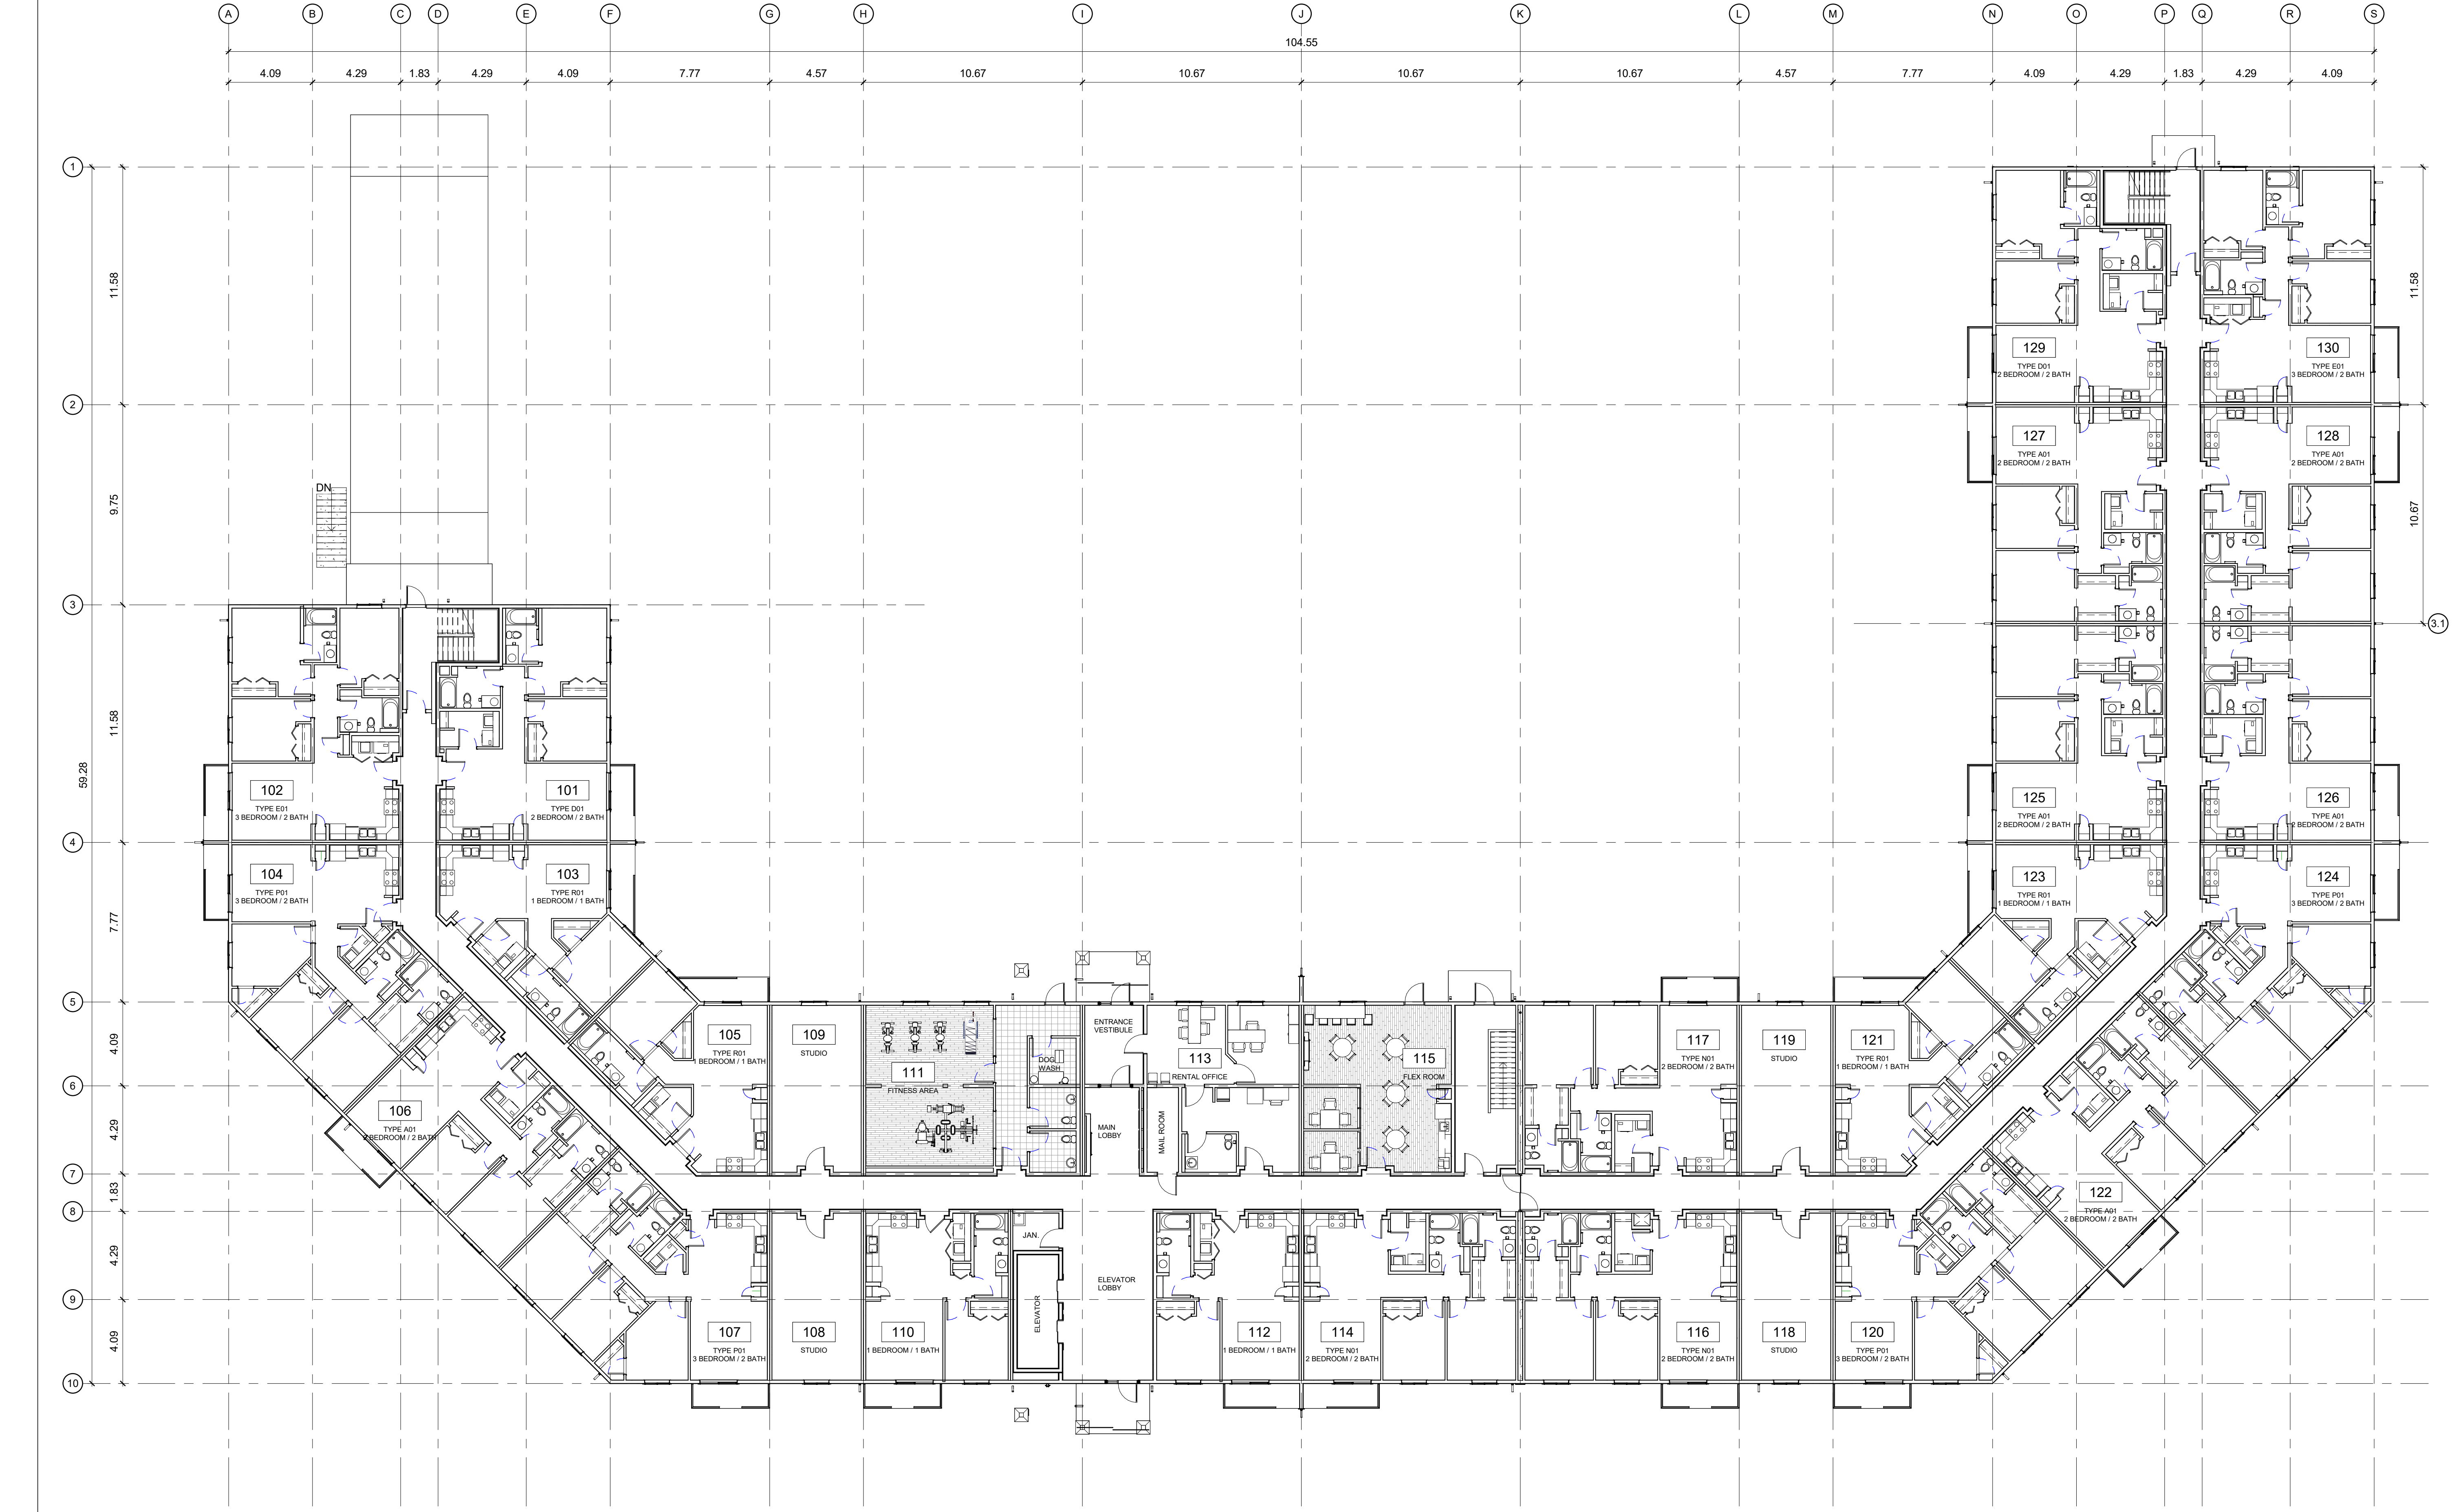 A B C D E F G H I J K L M N O P Q R S
104.55
4.09 4.29 1.83 4.29 4.09 7.77 4.57 10.67 10.67 10.67 10.67 4.57 7.77 4.09 4.29 1.83 4.29 4.09
1
11.58
11.58
129
TYPE D01
2 BEDROOM / 2 BATH
130
TYPE E01
3 BEDROOM / 2 BATH
2
127
TYPE A01
2 BEDROOM / 2 BATH
128
TYPE A01
2 BEDROOM / 2 BATH
DN
9.75
10.67
3
3.1
11.58
59.28
102
TYPE E01
3 BEDROOM / 2 BATH
101
TYPE D01
2 BEDROOM / 2 BATH
125
TYPE A01
2 BEDROOM / 2 BATH
126
TYPE A01
2 BEDROOM / 2 BATH
4
104
TYPE P01
3 BEDROOM / 2 BATH
103
TYPE R01
1 BEDROOM / 1 BATH
123
TYPE R01
1 BEDROOM / 1 BATH
124
TYPE P01
3 BEDROOM / 2 BATH
7.77
5
4.09
105
TYPE R01
1 BEDROOM / 1 BATH
109
STUDIO
111
FITNESS AREA
DOG
WASH
ENTRANCE
VESTIBULE
113
RENTAL OFFICE
115
FLEX ROOM
117
TYPE N01
2 BEDROOM / 2 BATH
119
STUDIO
121
TYPE R01
1 BEDROOM / 1 BATH
6
106
TYPE A01
2 BEDROOM / 2 BATH
4.29
MAIN
LOBBY
MAIL ROOM
7
1.83
122
TYPE A01
2 BEDROOM / 2 BATH
8
4.29
JAN.
ELEVATOR
LOBBY
ELEVATOR
9
4.09
107
TYPE P01
3 BEDROOM / 2 BATH
108
STUDIO
110
1 BEDROOM / 1 BATH
112
1 BEDROOM / 1 BATH
114
TYPE N01
2 BEDROOM / 2 BATH
116
TYPE N01
2 BEDROOM / 2 BATH
118
STUDIO
120
TYPE P01
3 BEDROOM / 2 BATH
10